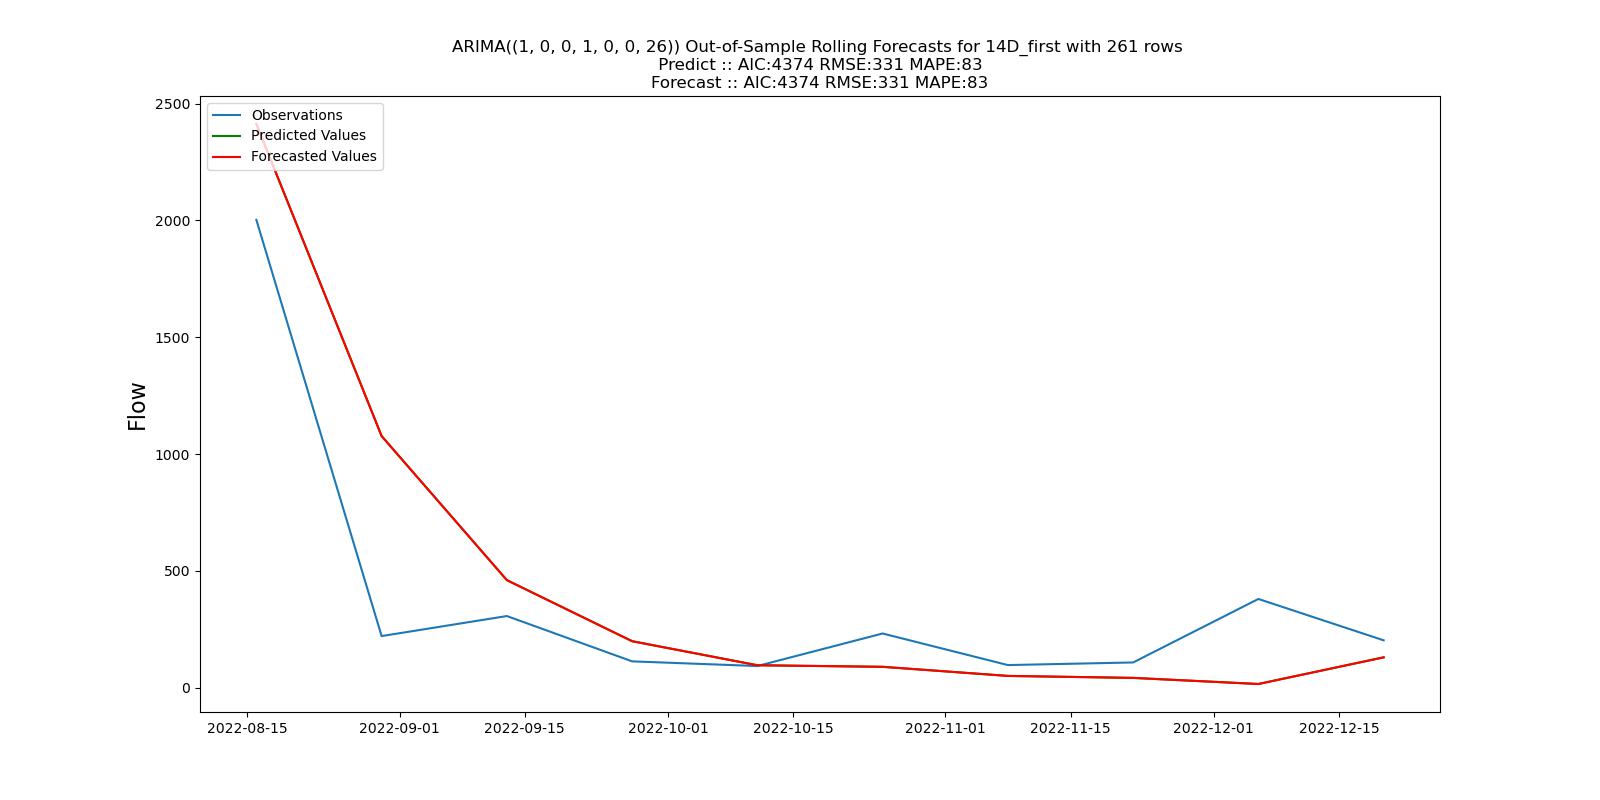 ARIMA((1, 0, 0, 1, 0, 0, 26)) Out-of-Sample Rolling Forecasts for 14D_first with 261 rows
Predict :: AIC:4374 RMSE:331 MAPE:83
Forecast :: AIC:4374 RMSE:331 MAPE:83
Observations
Predicted Values
Forecasted Values
Flow
2500
2000
1500
1000
500
0
2022-08-15
2022-09-01
2022-09-15
2022-10-01
2022-10-15
2022-11-01
2022-11-15
2022-12-01
2022-12-15